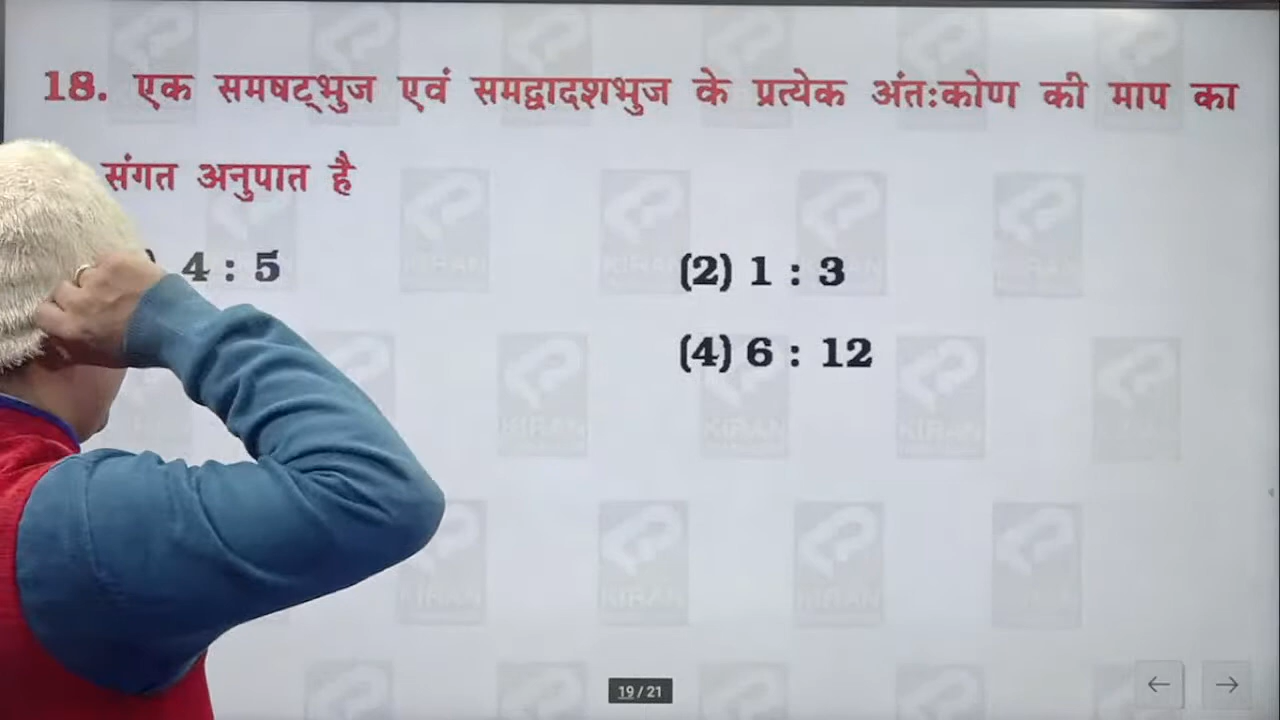 18. एक समषट्भुज एवं समद्वादशभुज के प्रत्येक अंतःकोण की माप का
संगत अनुपात है
) 4 : 5
(2) 1 : 3
(4) 6 : 12
KIRAN
19 / 21